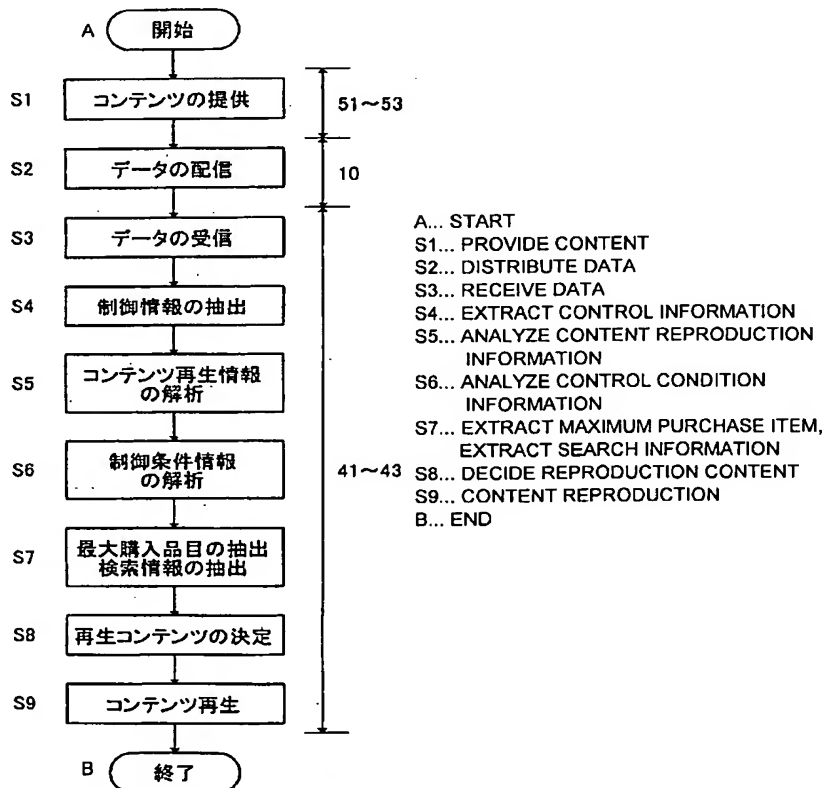 A 開始
S1 コンテンツの提供 51~53
S2 データの配信 10
S3 データの受信
S4 制御情報の抽出
S5 コンテンツ再生情報
の解析
S6 制御条件情報
の解析
41~43
S7 最大購入品目の抽出
検索情報の抽出
S8 再生コンテンツの決定
S9 コンテンツ再生
B 終了
A... START
S1... PROVIDE CONTENT
S2... DISTRIBUTE DATA
S3... RECEIVE DATA
S4... EXTRACT CONTROL INFORMATION
S5... ANALYZE CONTENT REPRODUCTION
INFORMATION
S6... ANALYZE CONTROL CONDITION
INFORMATION
S7... EXTRACT MAXIMUM PURCHASE ITEM,
EXTRACT SEARCH INFORMATION
S8... DECIDE REPRODUCTION CONTENT
S9... CONTENT REPRODUCTION
B... END